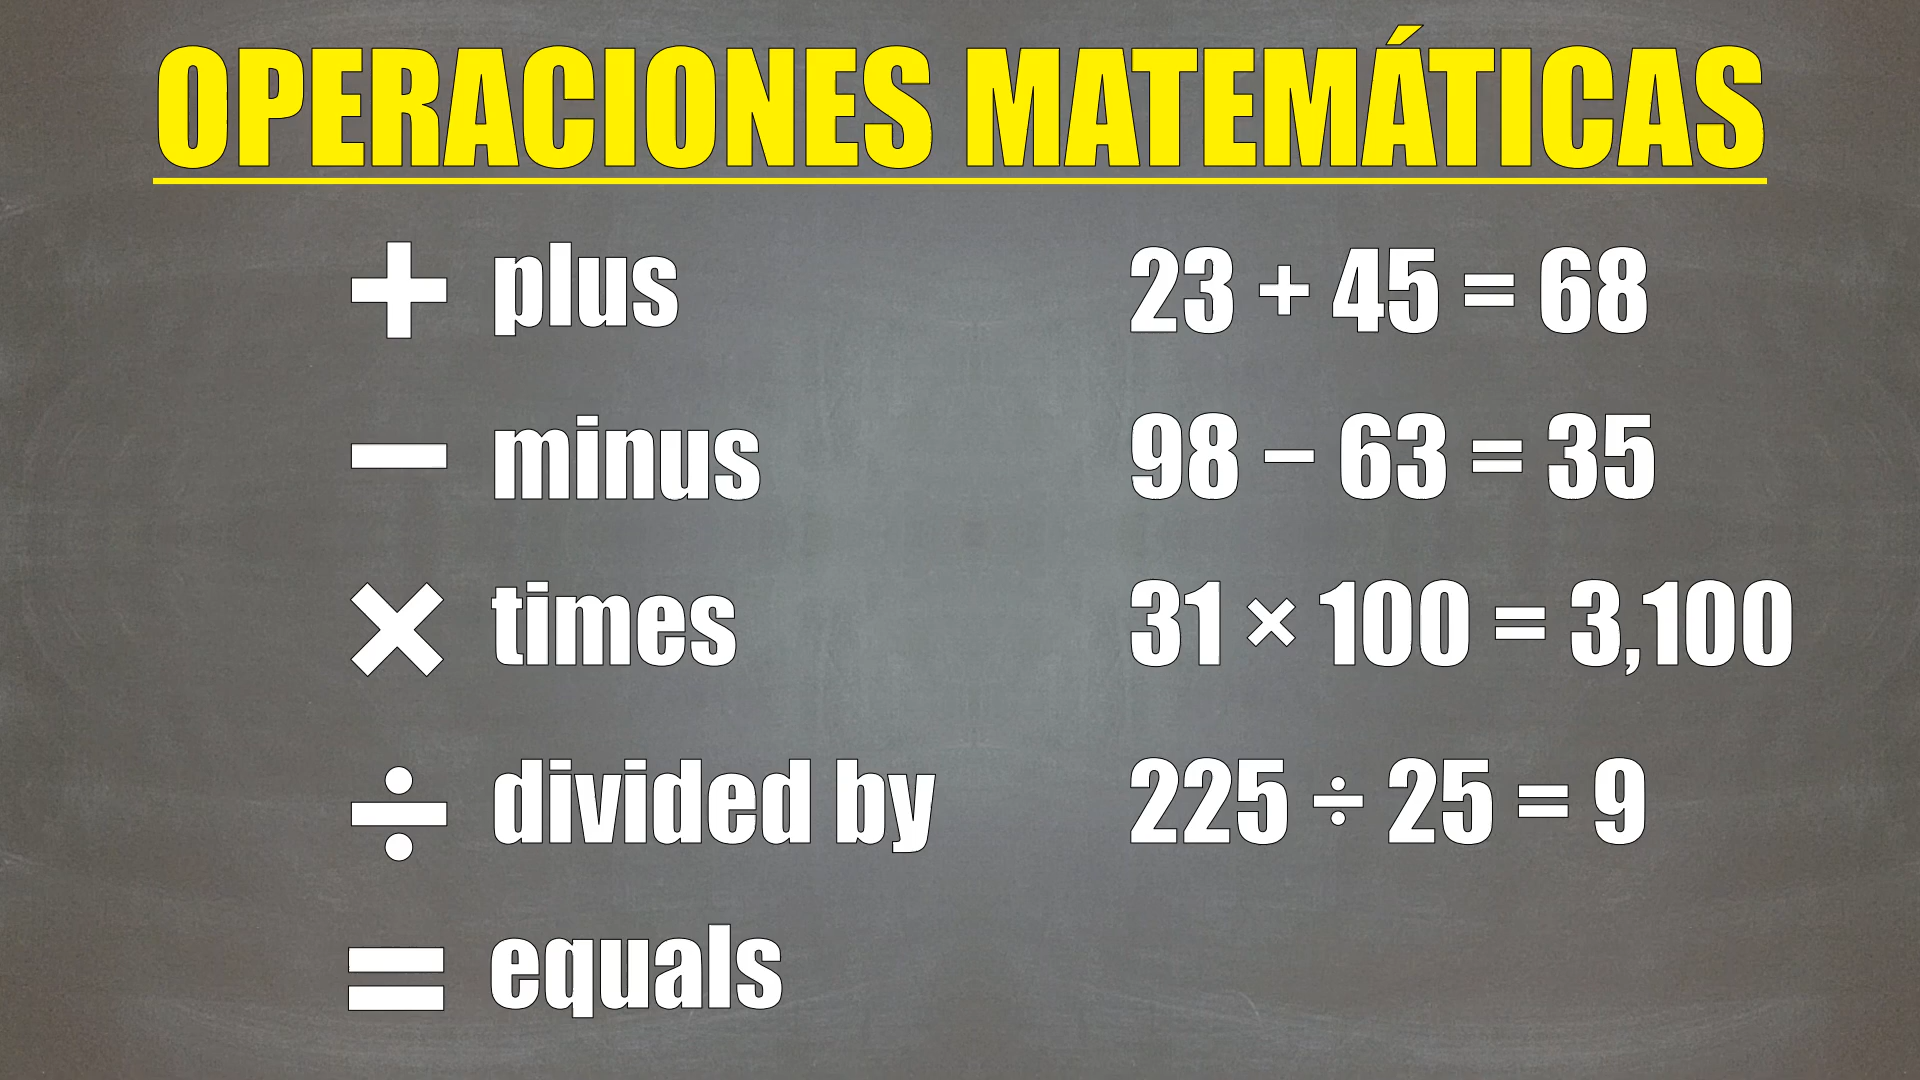 OPERACIONES MATEMÁTICAS
+ plus 23 + 45 = 68
− minus 98 − 63 = 35
× times 31 × 100 = 3,100
÷ divided by 225 ÷ 25 = 9
= equals